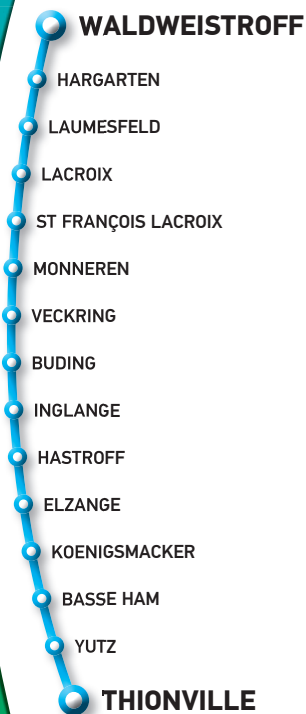 WALDWEISTROFF
HARGARTEN
LAUMESFELD
LACROIX
ST FRANÇOIS LACROIX
MONNEREN
VECKRING
BUDING
INGLANGE
HASTROFF
ELZANGE
KOENIGSMACKER
BASSE HAM
YUTZ
THIONVILLE